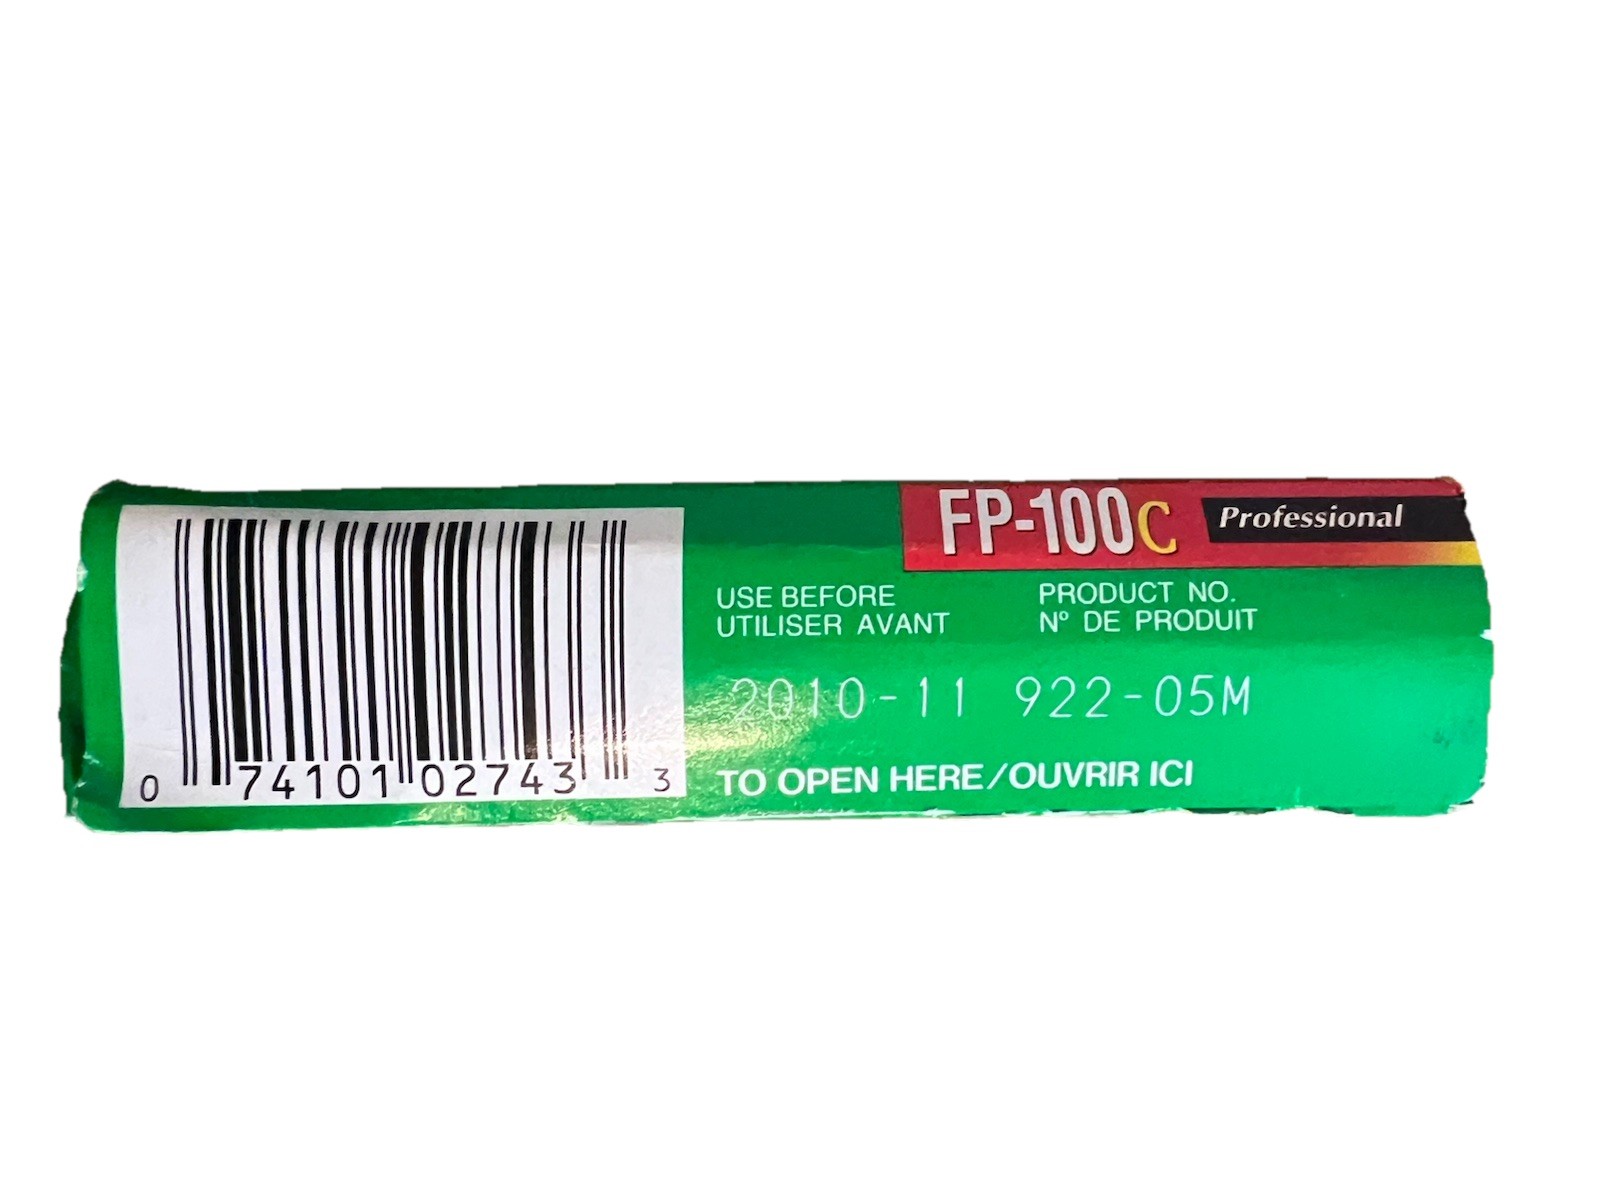 FP-100C Professional
USE BEFORE
UTILISER AVANT
PRODUCT NO.
Nº DE PRODUIT
2010-11 922-05M
TO OPEN HERE/OUVRIR ICI
0 74101 02743 3